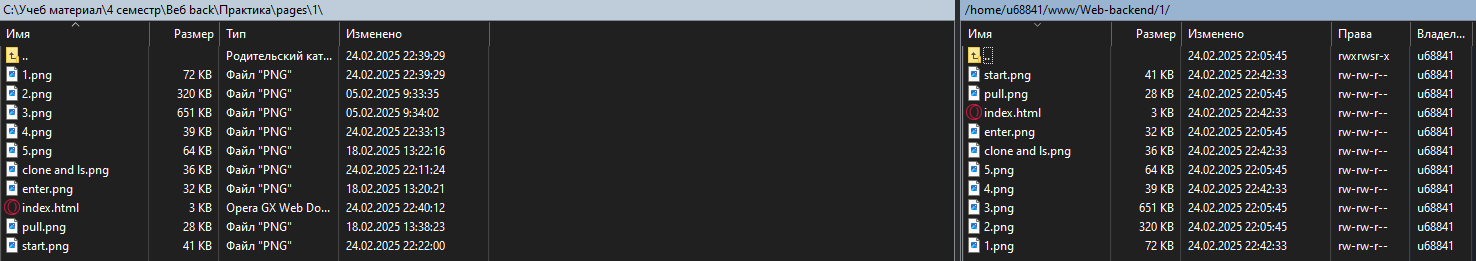 C:\Учеб материал\4 семестр\Веб back\Практика\pages\1\
Имя Размер Тип Изменено
.. Родительский кат... 24.02.2025 22:39:29
1.png 72 KB Файл "PNG" 24.02.2025 22:39:29
2.png 320 KB Файл "PNG" 05.02.2025 9:33:35
3.png 651 KB Файл "PNG" 05.02.2025 9:34:02
4.png 39 KB Файл "PNG" 24.02.2025 22:33:13
5.png 64 KB Файл "PNG" 18.02.2025 13:22:16
clone and ls.png 36 KB Файл "PNG" 24.02.2025 22:11:24
enter.png 32 KB Файл "PNG" 18.02.2025 13:20:21
index.html 3 KB Opera GX Web Do... 24.02.2025 22:40:12
pull.png 28 KB Файл "PNG" 18.02.2025 13:38:23
start.png 41 KB Файл "PNG" 24.02.2025 22:22:00
/home/u68841/www/Web-backend/1/
Имя Размер Изменено Права Владел...
.. 24.02.2025 22:05:45 rwxrwsr-x u68841
start.png 41 KB 24.02.2025 22:42:33 rw-rw-r-- u68841
pull.png 28 KB 24.02.2025 22:05:45 rw-rw-r-- u68841
index.html 3 KB 24.02.2025 22:42:33 rw-rw-r-- u68841
enter.png 32 KB 24.02.2025 22:05:45 rw-rw-r-- u68841
clone and ls.png 36 KB 24.02.2025 22:42:33 rw-rw-r-- u68841
5.png 64 KB 24.02.2025 22:05:45 rw-rw-r-- u68841
4.png 39 KB 24.02.2025 22:42:33 rw-rw-r-- u68841
3.png 651 KB 24.02.2025 22:05:45 rw-rw-r-- u68841
2.png 320 KB 24.02.2025 22:05:45 rw-rw-r-- u68841
1.png 72 KB 24.02.2025 22:42:33 rw-rw-r-- u68841